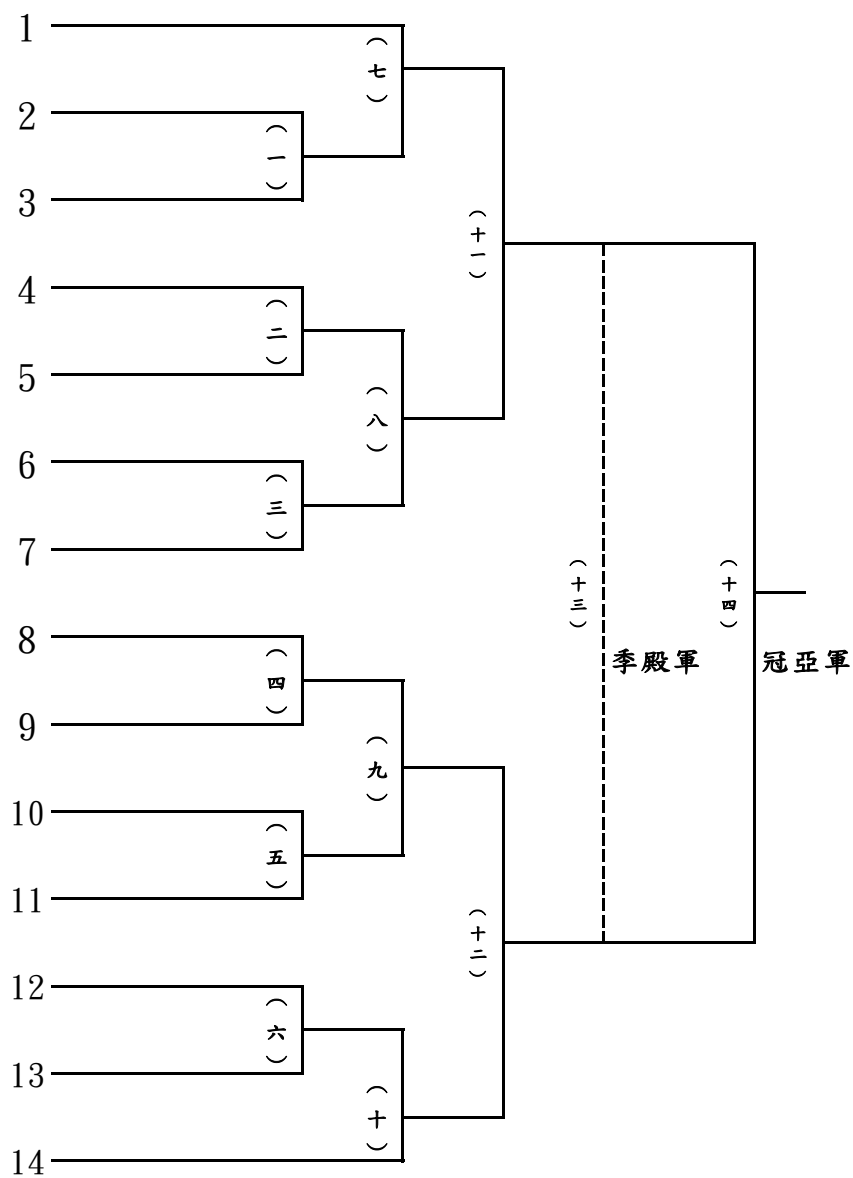 1
（七）
2
（一）
3
（十一）
4
（二）
5
（八）
6
（三）
7
（十三）
（十四）
8
（四）
季殿軍
冠亞軍
9
（九）
10
（五）
11
（十二）
12
（六）
13
（十）
14